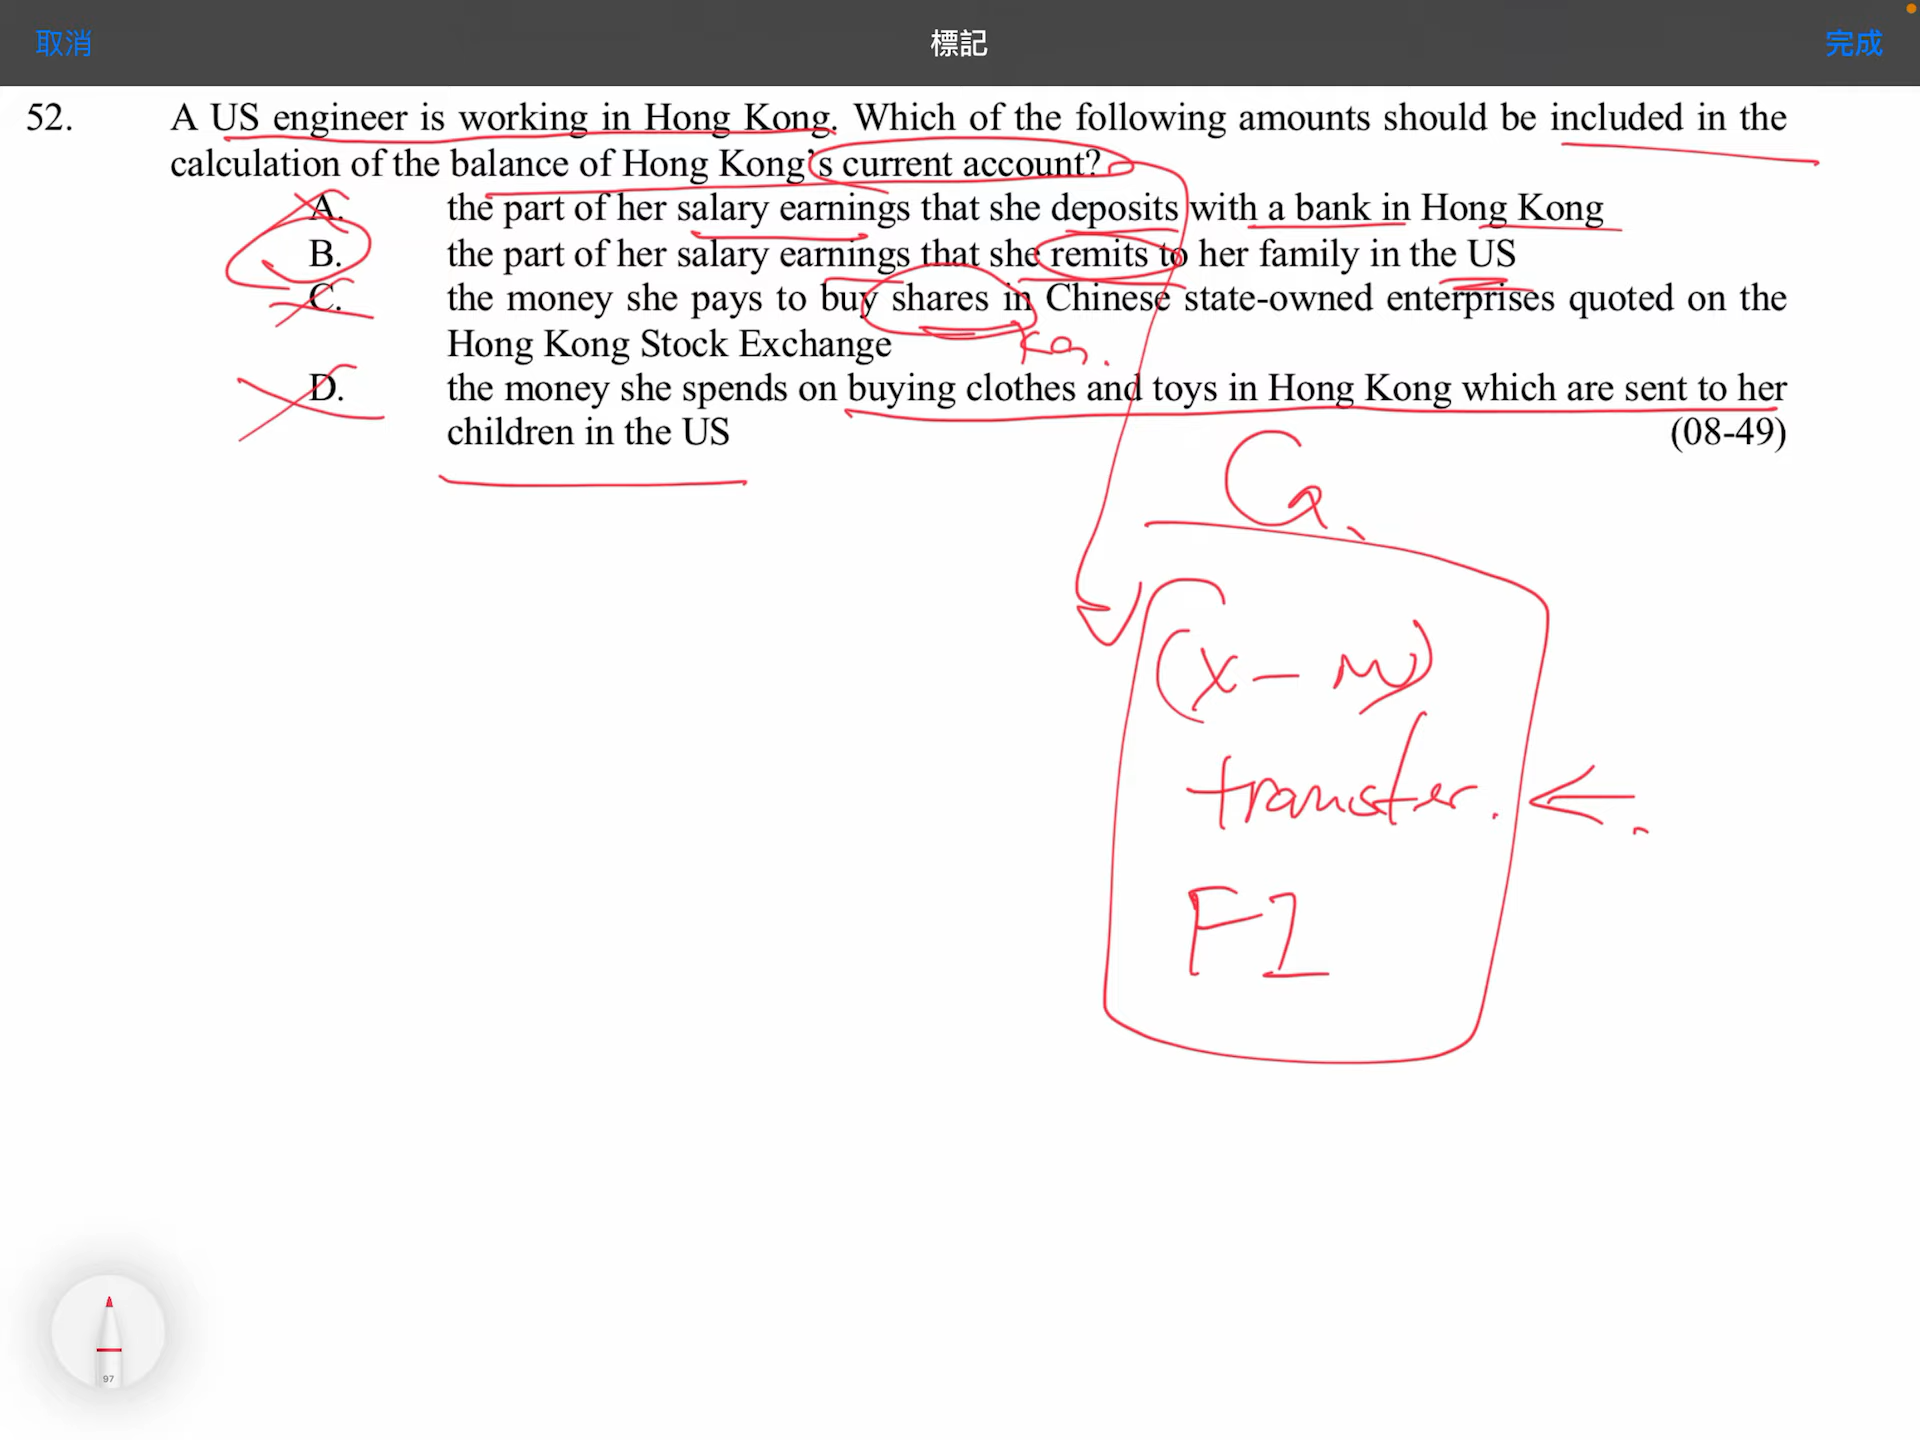 取消 標記 完成
52. A US engineer is working in Hong Kong. Which of the following amounts should be included in the
calculation of the balance of Hong Kong's current account?
A. the part of her salary earnings that she deposits with a bank in Hong Kong
B. the part of her salary earnings that she remits to her family in the US
C. the money she pays to buy shares in Chinese state-owned enterprises quoted on the
Hong Kong Stock Exchange
D. the money she spends on buying clothes and toys in Hong Kong which are sent to her
children in the US (08-49)
(X - M)
transfer.
97